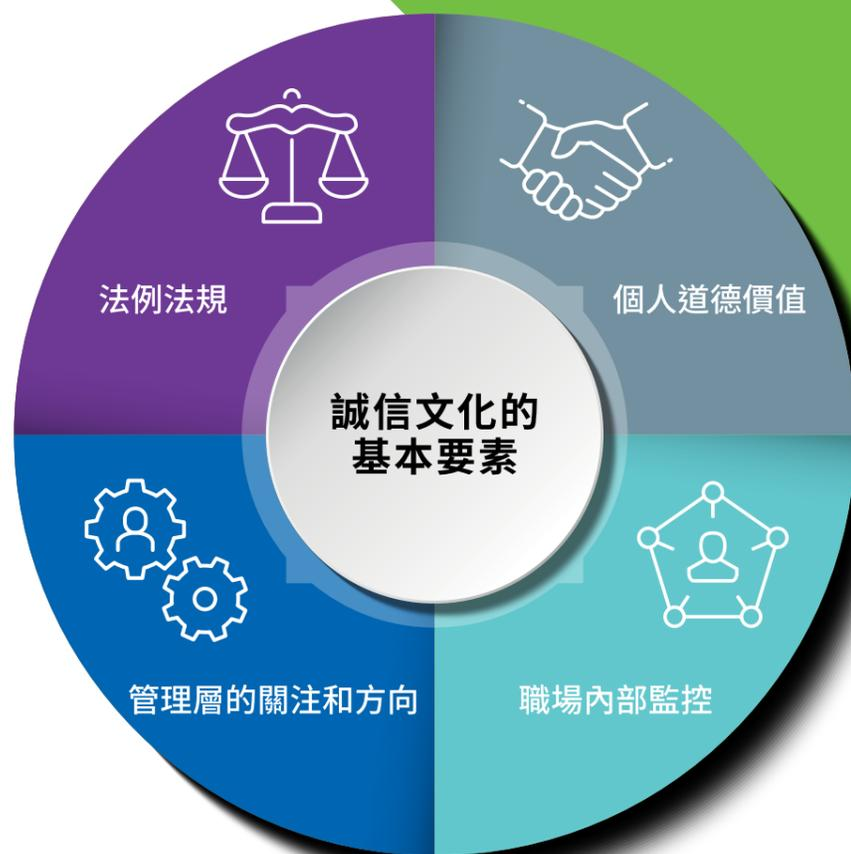 法例法規
個人道德價值
誠信文化的
基本要素
管理層的關注和方向
職場內部監控